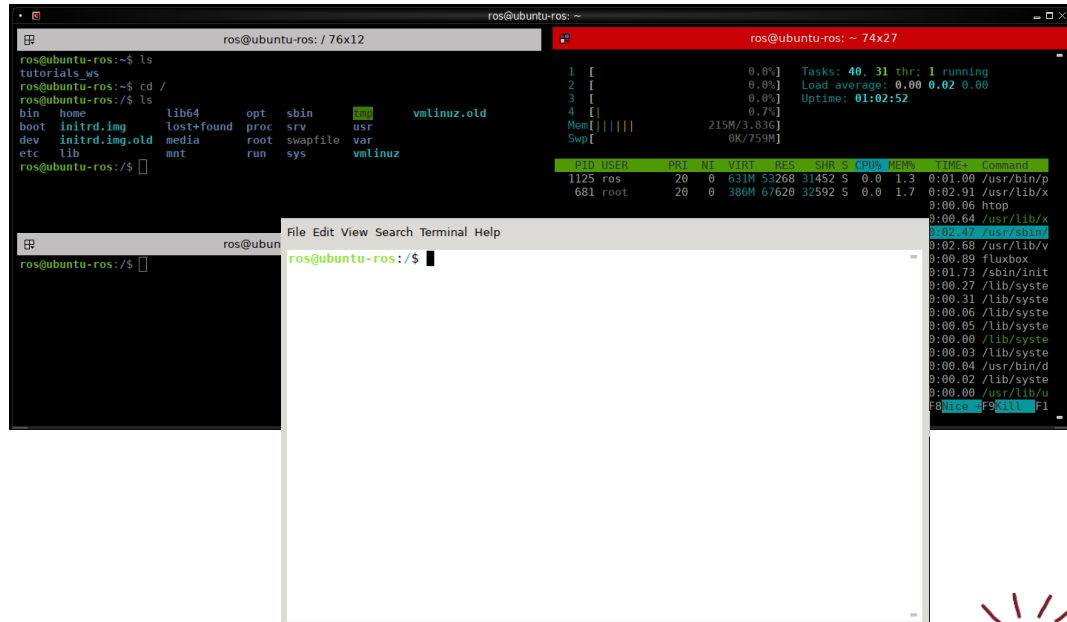 ros@ubuntu-ros: ~
ros@ubuntu-ros: / 76x12
ros@ubuntu-ros:~$ ls
tutorials_ws
ros@ubuntu-ros:~$ cd /
ros@ubuntu-ros:/$ ls
bin home lib64 opt sbin tmp vmlinuz.old
boot initrd.img lost+found proc srv usr
dev initrd.img.old media root swapfile var
etc lib mnt run sys vmlinuz
ros@ubuntu-ros:/$
ros@ubuntu-ros: ~ 74x27
1 [ 0.0%] Tasks: 40, 31 thr; 1 running
2 [ 0.0%] Load average: 0.00 0.02 0.00
3 [ 0.0%] Uptime: 01:02:52
4 [| 0.7%]
Mem[|||||| 215M/3.83G]
Swp[ 0K/759M]
PID USER PRI NI VIRT RES SHR S CPU% MEM% TIME+ Command
1125 ros 20 0 631M 53268 31452 S 0.0 1.3 0:01.00 /usr/bin/p
681 root 20 0 386M 67620 32592 S 0.0 1.7 0:02.91 /usr/lib/x
0:00.06 htop
0:00.64 /usr/lib/x
0:02.47 /usr/sbin/
0:02.68 /usr/lib/v
0:00.89 fluxbox
0:01.73 /sbin/init
0:00.27 /lib/syste
0:00.31 /lib/syste
0:00.06 /lib/syste
0:00.05 /lib/syste
0:00.00 /lib/syste
0:00.03 /lib/syste
0:00.04 /usr/bin/d
0:00.02 /lib/syste
0:00.00 /usr/lib/u
F8Nice +F9Kill F1
ros@ubun
ros@ubuntu-ros:/$
File Edit View Search Terminal Help
ros@ubuntu-ros:/$